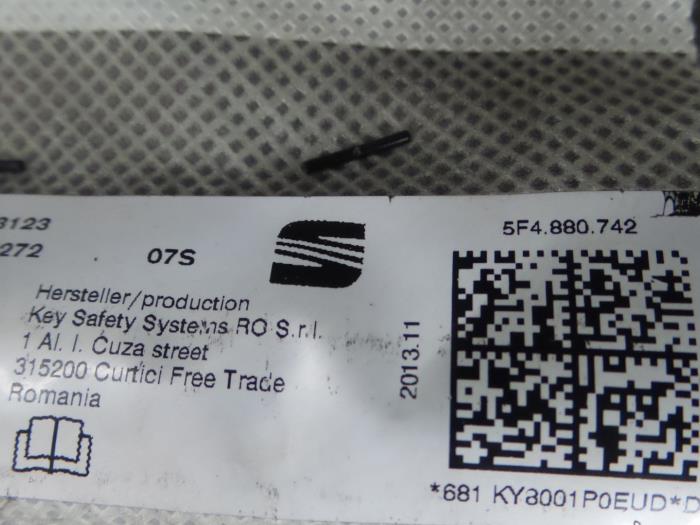 3123
272
07S
5F4.880.742
Hersteller/production
Key Safety Systems RO S.r.l.
1 Al. I. Cuza street
315200 Curtici Free Trade
Romania
2013.11
*681 KY8001P0EUD*D